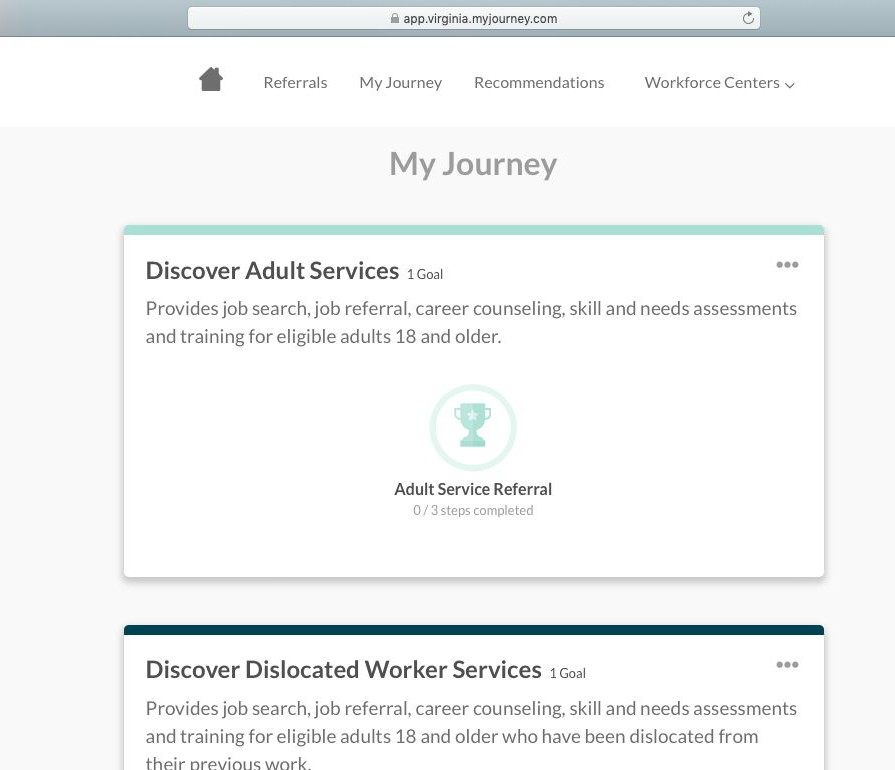 app.virginia.myjourney.com
Referrals My Journey Recommendations Workforce Centers
My Journey
Discover Adult Services 1 Goal
Provides job search, job referral, career counseling, skill and needs assessments
and training for eligible adults 18 and older.
Adult Service Referral
0 / 3 steps completed
Discover Dislocated Worker Services 1 Goal
Provides job search, job referral, career counseling, skill and needs assessments
and training for eligible adults 18 and older who have been dislocated from
their previous work.